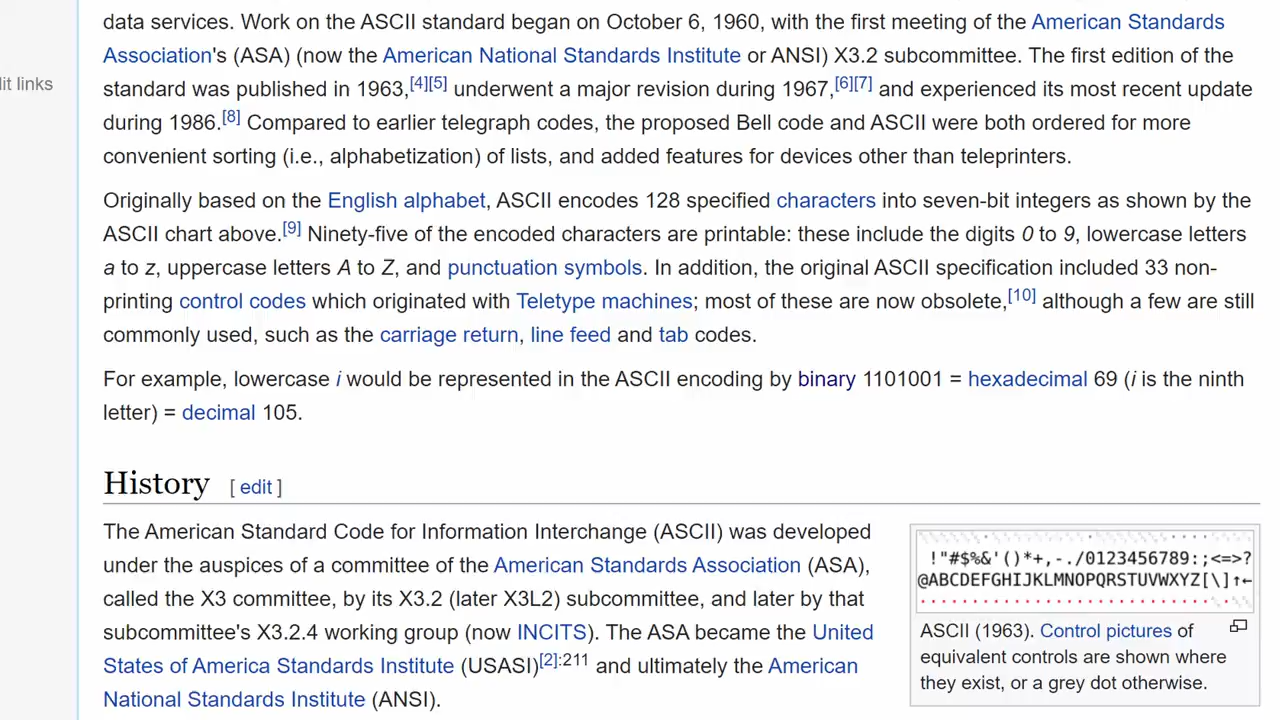 data services. Work on the ASCII standard began on October 6, 1960, with the first meeting of the American Standards
Association's (ASA) (now the American National Standards Institute or ANSI) X3.2 subcommittee. The first edition of the
standard was published in 1963,[4][5] underwent a major revision during 1967,[6][7] and experienced its most recent update
during 1986.[8] Compared to earlier telegraph codes, the proposed Bell code and ASCII were both ordered for more
convenient sorting (i.e., alphabetization) of lists, and added features for devices other than teleprinters.
Originally based on the English alphabet, ASCII encodes 128 specified characters into seven-bit integers as shown by the
ASCII chart above.[9] Ninety-five of the encoded characters are printable: these include the digits 0 to 9, lowercase letters
a to z, uppercase letters A to Z, and punctuation symbols. In addition, the original ASCII specification included 33 non-
printing control codes which originated with Teletype machines; most of these are now obsolete,[10] although a few are still
commonly used, such as the carriage return, line feed and tab codes.
For example, lowercase i would be represented in the ASCII encoding by binary 1101001 = hexadecimal 69 (i is the ninth
letter) = decimal 105.
History [ edit ]
The American Standard Code for Information Interchange (ASCII) was developed
under the auspices of a committee of the American Standards Association (ASA),
called the X3 committee, by its X3.2 (later X3L2) subcommittee, and later by that
subcommittee's X3.2.4 working group (now INCITS). The ASA became the United
States of America Standards Institute (USASI)[2]:211 and ultimately the American
National Standards Institute (ANSI).
!"#$%&'()*+,-./0123456789:;<=>?
@ABCDEFGHIJKLMNOPQRSTUVWXYZ[\]↑←
ASCII (1963). Control pictures of
equivalent controls are shown where
they exist, or a grey dot otherwise.
lit links